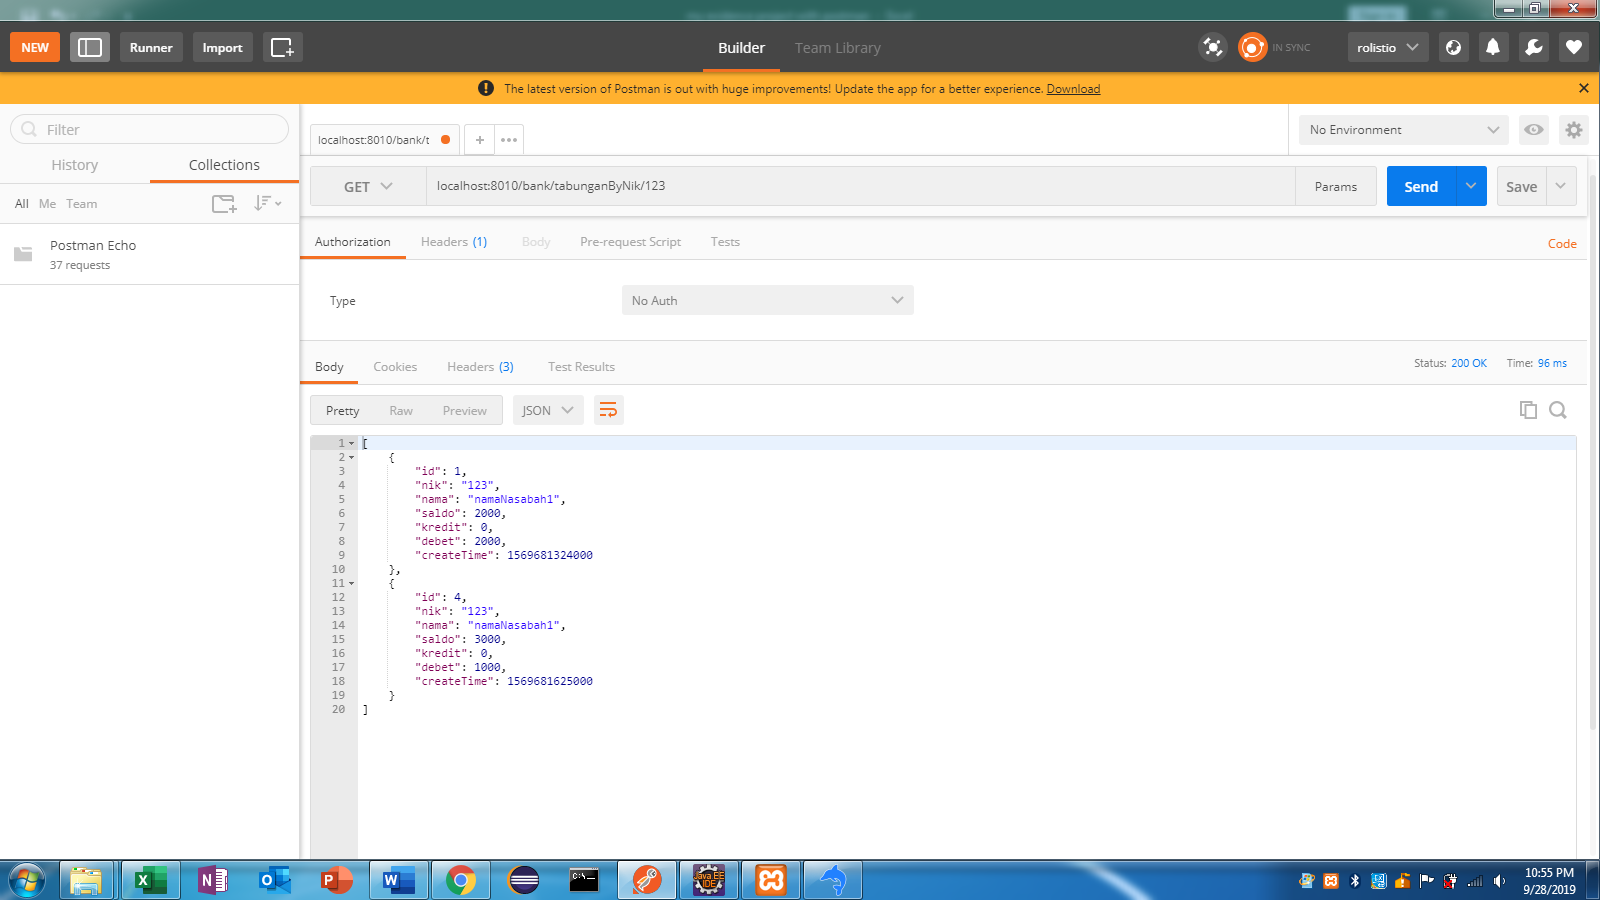 NEW
Runner
Import
Builder
Team Library
IN SYNC
rolistio
The latest version of Postman is out with huge improvements! Update the app for a better experience. Download
Filter
History
Collections
All Me Team
Postman Echo
37 requests
localhost:8010/bank/t
No Environment
GET
localhost:8010/bank/tabunganByNik/123
Params
Send
Save
Authorization
Headers (1)
Body
Pre-request Script
Tests
Code
Type
No Auth
Body
Cookies
Headers (3)
Test Results
Status: 200 OK
Time: 96 ms
Pretty
Raw
Preview
JSON
1 [
2 {
3 "id": 1,
4 "nik": "123",
5 "nama": "namaNasabah1",
6 "saldo": 2000,
7 "kredit": 0,
8 "debet": 2000,
9 "createTime": 1569681324000
10 },
11 {
12 "id": 4,
13 "nik": "123",
14 "nama": "namaNasabah1",
15 "saldo": 3000,
16 "kredit": 0,
17 "debet": 1000,
18 "createTime": 1569681625000
19 }
20 ]
Java EE
IDE
10:55 PM
9/28/2019